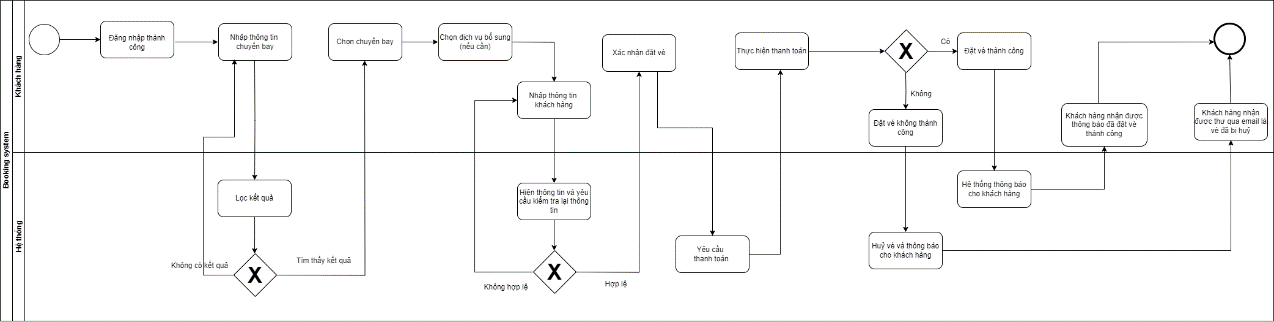 Booking system
Khách hàng
Hệ thống
Đăng nhập thành
công
Nhập thông tin
chuyến bay
Lọc kết quả
X
Không có kết quả
Tìm thấy kết quả
Chọn chuyến bay
Chọn dịch vụ bổ sung
(nếu cần)
Nhập thông tin
khách hàng
Hiện thông tin và yêu
cầu kiểm tra lại thông
tin
X
Không hợp lệ
Hợp lệ
Xác nhận đặt vé
Yêu cầu
thanh toán
Thực hiện thanh toán
X
Có
Không
Đặt vé thành công
Đặt vé không thành
công
Hệ thống thông báo
cho khách hàng
Huỷ vé và thông báo
cho khách hàng
Khách hàng nhận được
thông báo đã đặt vé
thành công
Khách hàng nhận
được thư qua email là
vé đã bị huỷ